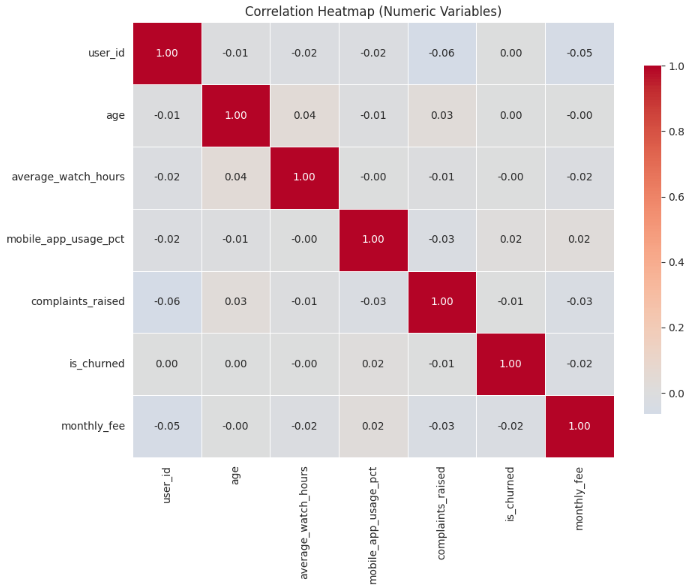 Correlation Heatmap (Numeric Variables)
user_id 1.00 -0.01 -0.02 -0.02 -0.06 0.00 -0.05
age -0.01 1.00 0.04 -0.01 0.03 0.00 -0.00
average_watch_hours -0.02 0.04 1.00 -0.00 -0.01 -0.00 -0.02
mobile_app_usage_pct -0.02 -0.01 -0.00 1.00 -0.03 0.02 0.02
complaints_raised -0.06 0.03 -0.01 -0.03 1.00 -0.01 -0.03
is_churned 0.00 0.00 -0.00 0.02 -0.01 1.00 -0.02
monthly_fee -0.05 -0.00 -0.02 0.02 -0.03 -0.02 1.00
user_id
age
average_watch_hours
mobile_app_usage_pct
complaints_raised
is_churned
monthly_fee
1.0
0.8
0.6
0.4
0.2
0.0